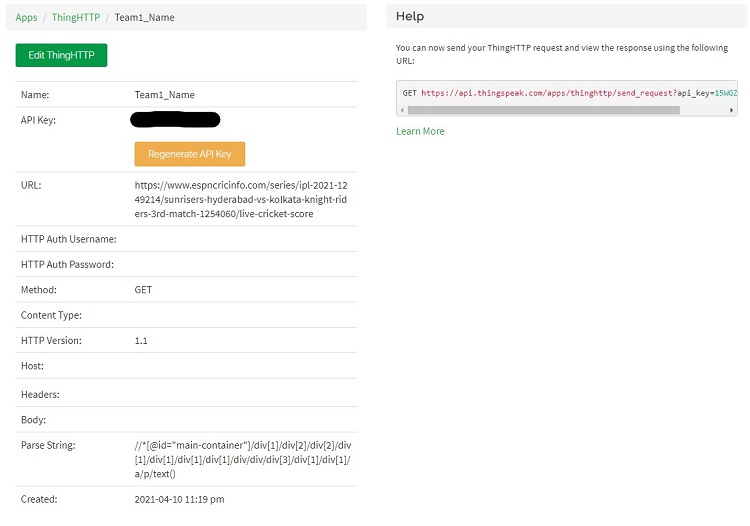 Apps / ThingHTTP / Team1_Name
Edit ThingHTTP
Name: Team1_Name
API Key:
Regenerate API Key
URL: https://www.espncricinfo.com/series/ipl-2021-12
49214/sunrisers-hyderabad-vs-kolkata-knight-rid
ers-3rd-match-1254060/live-cricket-score
HTTP Auth Username:
HTTP Auth Password:
Method: GET
Content Type:
HTTP Version: 1.1
Host:
Headers:
Body:
Parse String: //*[@id="main-container"]/div[1]/div[2]/div[2]/div
[1]/div[1]/div[1]/div[1]/div/div/div[3]/div[1]/div[1]/
a/p/text()
Created: 2021-04-10 11:19 pm
Help
You can now send your ThingHTTP request and view the response using the following
URL:
GET https://api.thingspeak.com/apps/thinghttp/send_request?api_key=15WGZ
Learn More